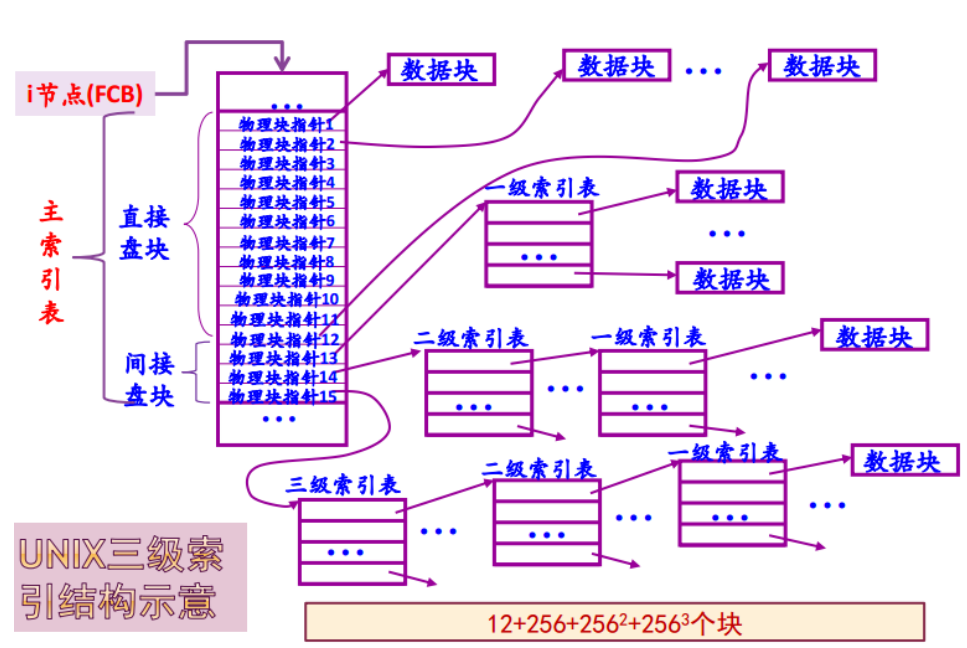 数据块
数据块
•••
数据块
i节点(FCB)
•••
物理块指针1
物理块指针2
物理块指针3
物理块指针4
物理块指针5
物理块指针6
物理块指针7
物理块指针8
物理块指针9
物理块指针10
物理块指针11
物理块指针12
物理块指针13
物理块指针14
物理块指针15
•••
主
索
引
表
直接
盘块
间接
盘块
一级索引表
•••
数据块
•••
数据块
二级索引表
•••
•••
一级索引表
•••
数据块
•••
三级索引表
•••
•••
二级索引表
•••
•••
一级索引表
•••
数据块
•••
UNIX三级索
引结构示意
12+256+256²+256³个块